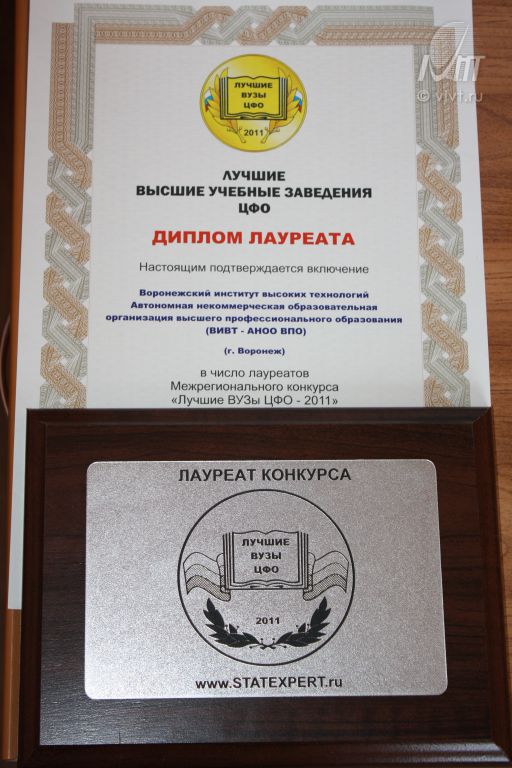 ИТ
© vivt.ru
ЛУЧШИЕ
ВУЗЫ
ЦФО
2011
ЛУЧШИЕ
ВЫСШИЕ УЧЕБНЫЕ ЗАВЕДЕНИЯ
ЦФО
ДИПЛОМ ЛАУРЕАТА
Настоящим подтверждается включение
Воронежский институт высоких технологий
Автономная некоммерческая образовательная
организация высшего профессионального образования
(ВИВТ - АНОО ВПО)
(г. Воронеж)
в число лауреатов
Межрегионального конкурса
«Лучшие ВУЗы ЦФО - 2011»
ЛАУРЕАТ КОНКУРСА
ЛУЧШИЕ
ВУЗЫ
ЦФО
2011
www.STATEXPERT.ru